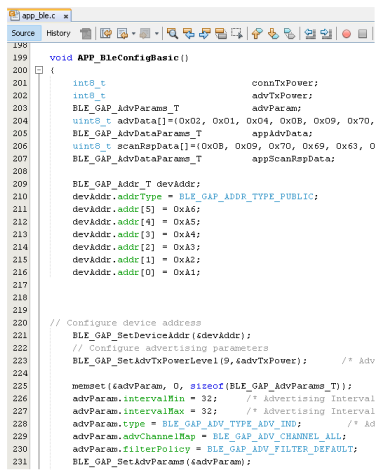 app_ble.c x
Source History
198
199 void APP_BleConfigBasic()
200 {
201 int8_t connTxPower;
202 int8_t advTxPower;
203 BLE_GAP_AdvParams_T advParam;
204 uint8_t advData[]={0x02, 0x01, 0x04, 0x0B, 0x09, 0x70,
205 BLE_GAP_AdvDataParams_T appAdvData;
206 uint8_t scanRspData[]={0x0B, 0x09, 0x70, 0x69, 0x63, 0
207 BLE_GAP_AdvDataParams_T appScanRspData;
208
209 BLE_GAP_Addr_T devAddr;
210 devAddr.addrType = BLE_GAP_ADDR_TYPE_PUBLIC;
211 devAddr.addr[5] = 0xA6;
212 devAddr.addr[4] = 0xA5;
213 devAddr.addr[3] = 0xA4;
214 devAddr.addr[2] = 0xA3;
215 devAddr.addr[1] = 0xA2;
216 devAddr.addr[0] = 0xA1;
217
218
219
220 // Configure device address
221 BLE_GAP_SetDeviceAddr(&devAddr);
222 // Configure advertising parameters
223 BLE_GAP_SetAdvTxPowerLevel(9,&advTxPower); /* Adv
224
225 memset(&advParam, 0, sizeof(BLE_GAP_AdvParams_T));
226 advParam.intervalMin = 32; /* Advertising Interval
227 advParam.intervalMax = 32; /* Advertising Interval
228 advParam.type = BLE_GAP_ADV_TYPE_ADV_IND; /* Ad
229 advParam.advChannelMap = BLE_GAP_ADV_CHANNEL_ALL;
230 advParam.filterPolicy = BLE_GAP_ADV_FILTER_DEFAULT;
231 BLE_GAP_SetAdvParams(&advParam);